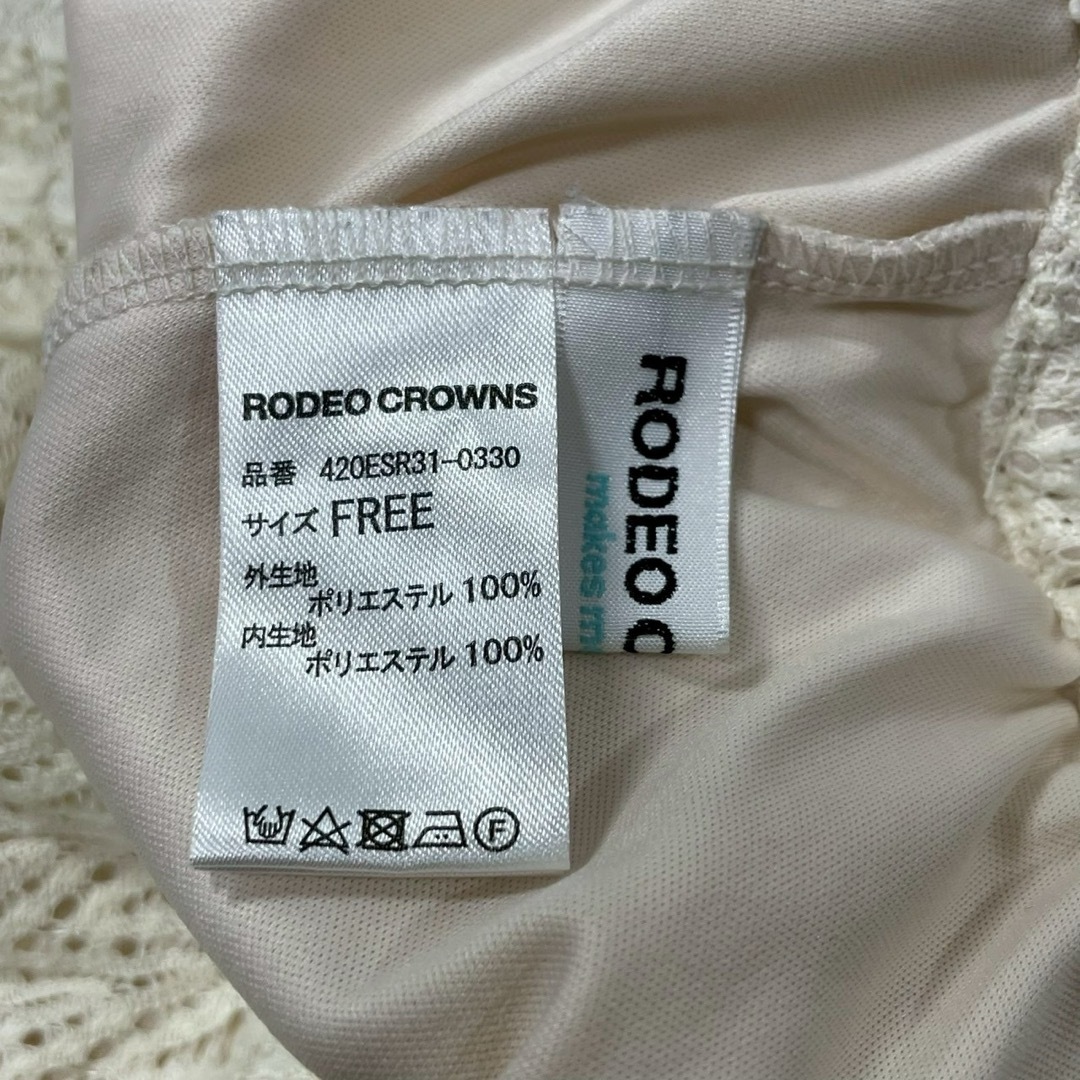 RODEO CROWNS
品番 420ESR31-0330
サイズ FREE
外生地
ポリエステル 100%
内生地
ポリエステル 100%
F
RODEO C
makes m